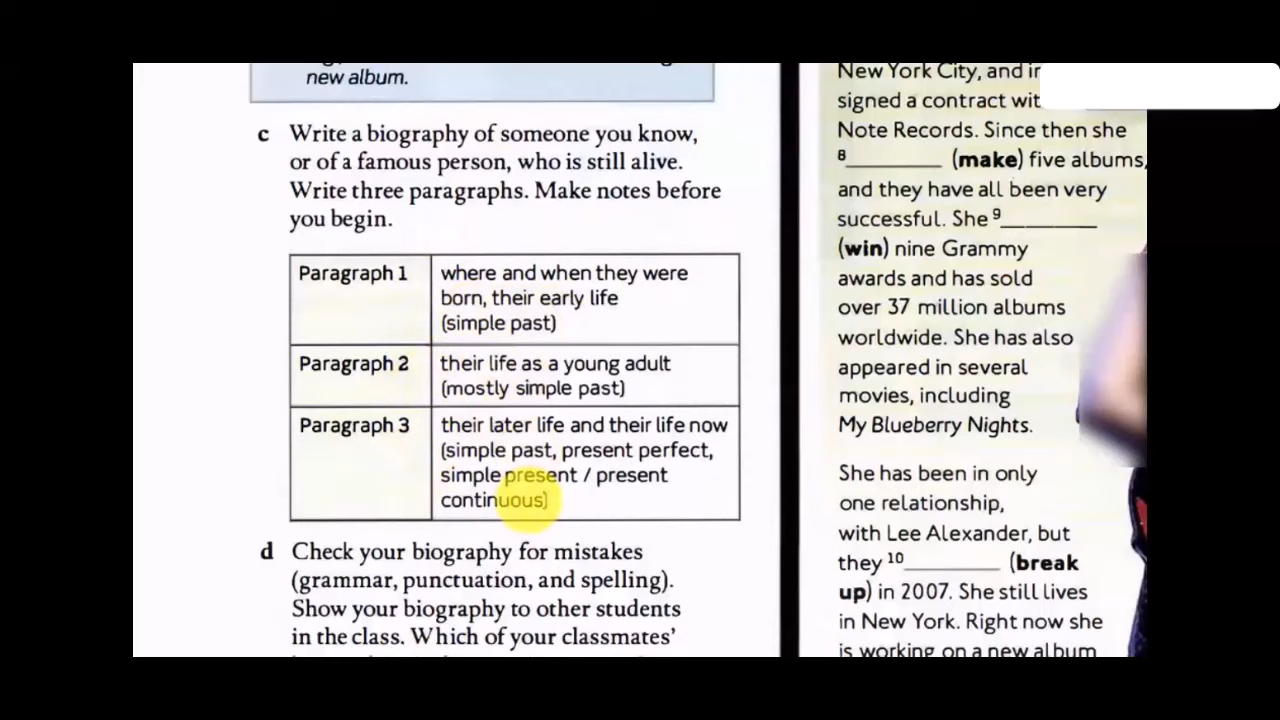 new album.
c Write a biography of someone you know,
or of a famous person, who is still alive.
Write three paragraphs. Make notes before
you begin.
Paragraph 1
where and when they were
born, their early life
(simple past)
Paragraph 2
their life as a young adult
(mostly simple past)
Paragraph 3
their later life and their life now
(simple past, present perfect,
simple present / present
continuous)
d Check your biography for mistakes
(grammar, punctuation, and spelling).
Show your biography to other students
in the class. Which of your classmates'
New York City, and
signed a contract
Note Records. Since then she
8 ________ (make) five albums,
and they have all been very
successful. She 9 ________
(win) nine Grammy
awards and has sold
over 37 million albums
worldwide. She has also
appeared in several
movies, including
My Blueberry Nights.
She has been in only
one relationship,
with Lee Alexander, but
they 10 ________ (break
up) in 2007. She still lives
in New York. Right now she
is working on a new album